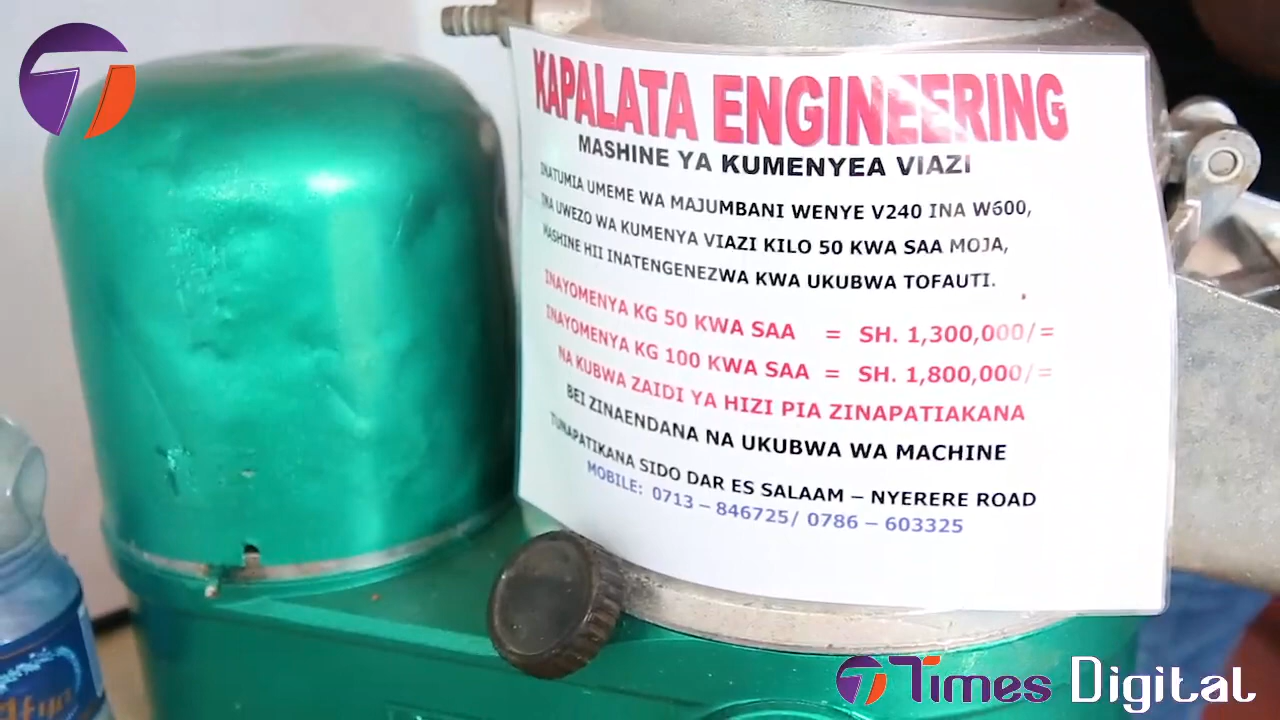 KAPALATA ENGINEERING
MASHINE YA KUMENYEA VIAZI
INATUMIA UMEME WA MAJUMBANI WENYE V240 INA W600,
INA UWEZO WA KUMENYA VIAZI KILO 50 KWA SAA MOJA,
MASHINE HII INATENGENEZWA KWA UKUBWA TOFAUTI.
INAYOMENYA KG 50 KWA SAA = SH. 1,300,000/=
INAYOMENYA KG 100 KWA SAA = SH. 1,800,000/=
NA KUBWA ZAIDI YA HIZI PIA ZINAPATIAKANA
BEI ZINAENDANA NA UKUBWA WA MACHINE
TUNAPATIKANA SIDO DAR ES SALAAM – NYERERE ROAD
MOBILE: 0713 – 846725/ 0786 – 603325
Times Digital